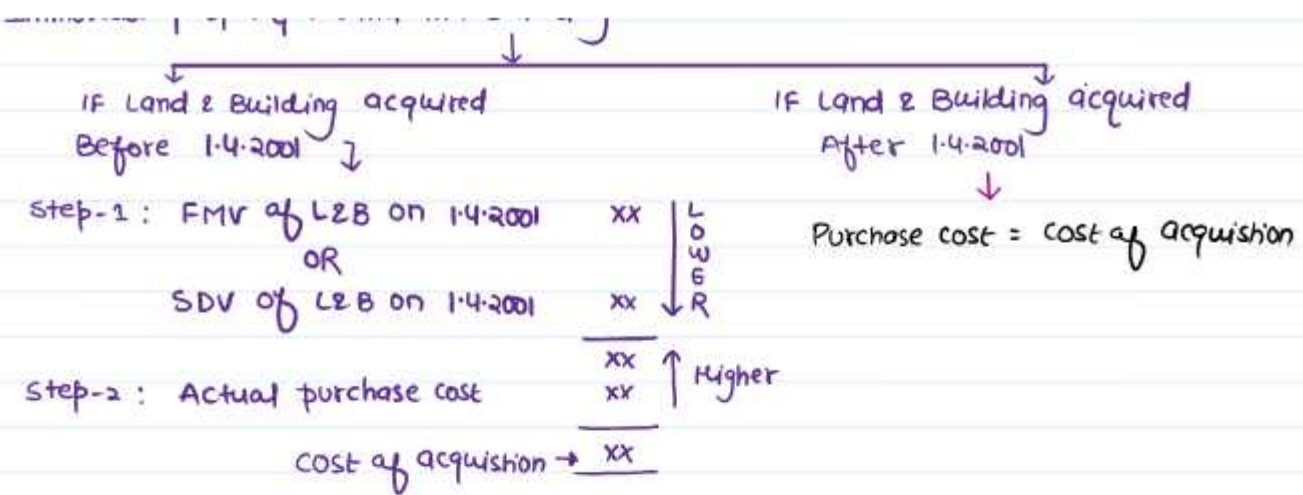 IF Land & Building acquired
Before 1.4.2001
IF Land & Building acquired
After 1.4.2001
Step-1 : FMV of L&B on 1.4.2001 xx
OR
SDV of L&B on 1.4.2001 xx
LOWER
Purchase cost = cost of acquistion
xx
Step-2 : Actual purchase cost xx
Higher
cost of acquistion → xx